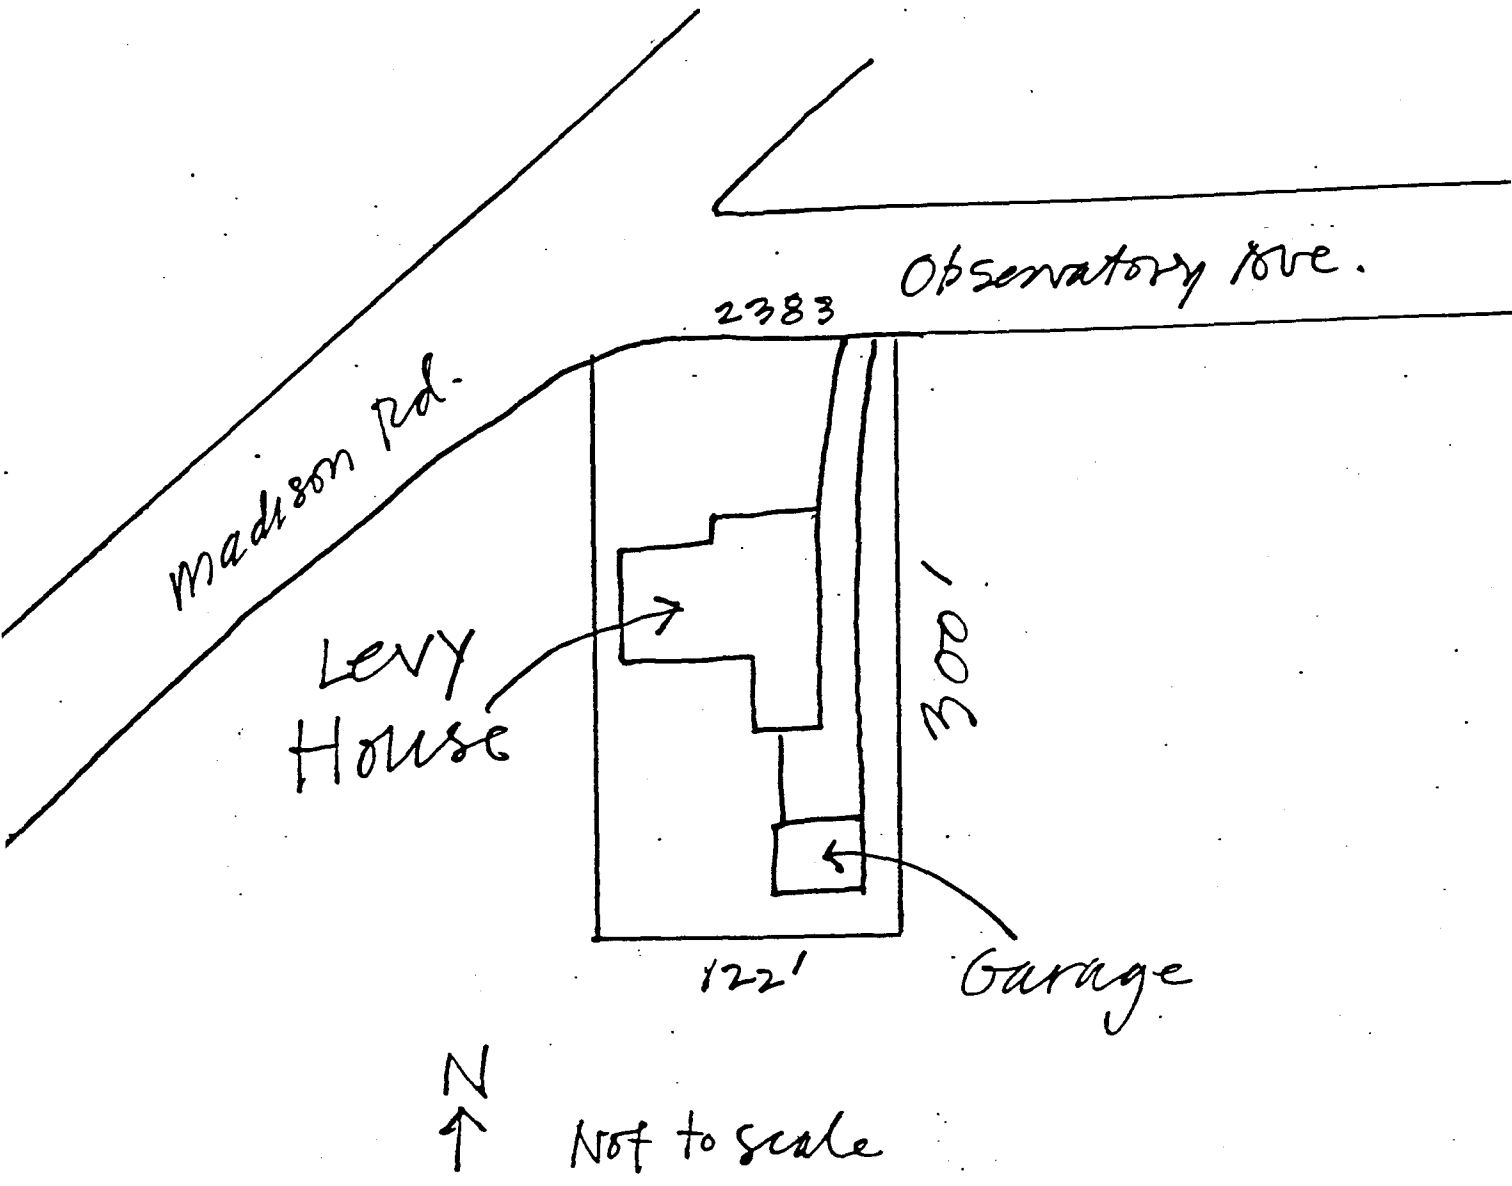 Observatory Ave.
2383
Madison Rd.
Levy
House
300'
122'
Garage
N
Not to scale